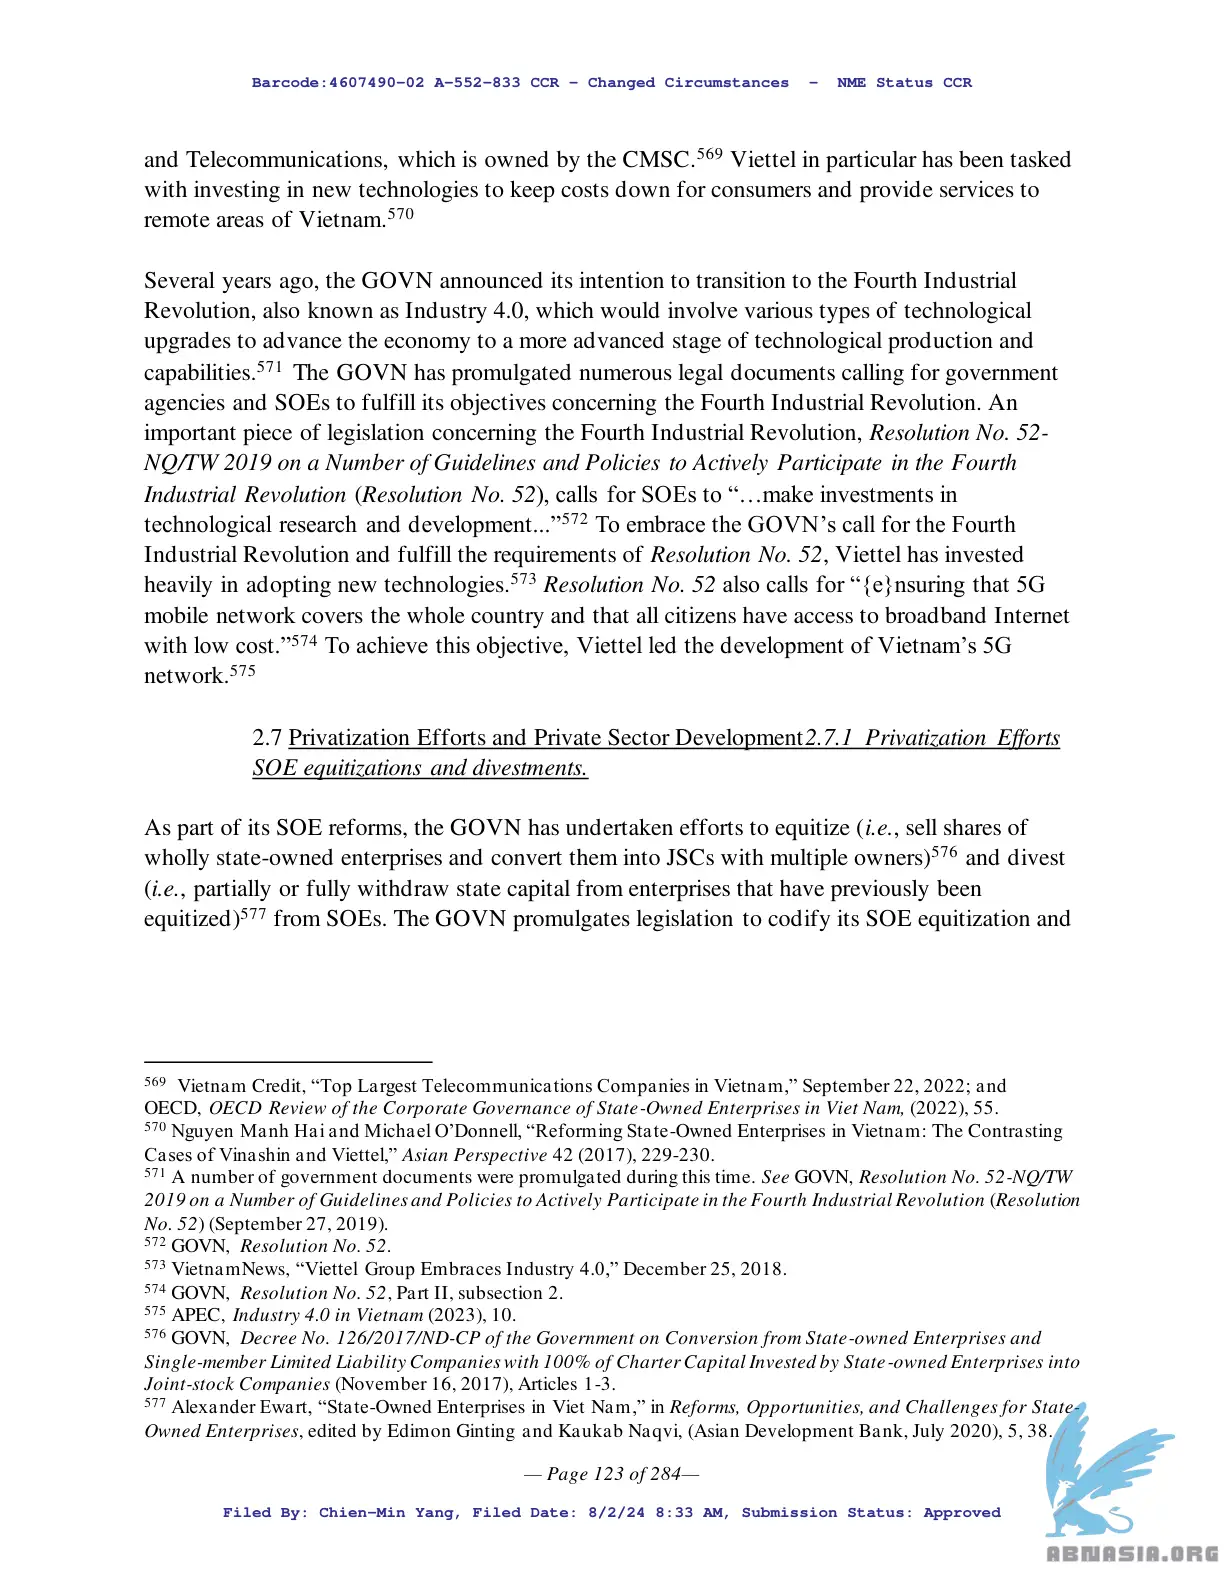 Barcode:4607490-02 A-552-833 CCR - Changed Circumstances - NME Status CCR
and Telecommunications, which is owned by the CMSC.569 Viettel in particular has been tasked
with investing in new technologies to keep costs down for consumers and provide services to
remote areas of Vietnam.570
Several years ago, the GOVN announced its intention to transition to the Fourth Industrial
Revolution, also known as Industry 4.0, which would involve various types of technological
upgrades to advance the economy to a more advanced stage of technological production and
capabilities.571 The GOVN has promulgated numerous legal documents calling for government
agencies and SOEs to fulfill its objectives concerning the Fourth Industrial Revolution. An
important piece of legislation concerning the Fourth Industrial Revolution, Resolution No. 52-
NQ/TW 2019 on a Number of Guidelines and Policies to Actively Participate in the Fourth
Industrial Revolution (Resolution No. 52), calls for SOEs to “…make investments in
technological research and development...”572 To embrace the GOVN’s call for the Fourth
Industrial Revolution and fulfill the requirements of Resolution No. 52, Viettel has invested
heavily in adopting new technologies.573 Resolution No. 52 also calls for “{e}nsuring that 5G
mobile network covers the whole country and that all citizens have access to broadband Internet
with low cost.”574 To achieve this objective, Viettel led the development of Vietnam’s 5G
network.575
2.7 Privatization Efforts and Private Sector Development2.7.1 Privatization Efforts
SOE equitizations and divestments.
As part of its SOE reforms, the GOVN has undertaken efforts to equitize (i.e., sell shares of
wholly state-owned enterprises and convert them into JSCs with multiple owners)576 and divest
(i.e., partially or fully withdraw state capital from enterprises that have previously been
equitized)577 from SOEs. The GOVN promulgates legislation to codify its SOE equitization and
569 Vietnam Credit, “Top Largest Telecommunications Companies in Vietnam,” September 22, 2022; and
OECD, OECD Review of the Corporate Governance of State-Owned Enterprises in Viet Nam, (2022), 55.
570 Nguyen Manh Hai and Michael O’Donnell, “Reforming State-Owned Enterprises in Vietnam: The Contrasting
Cases of Vinashin and Viettel,” Asian Perspective 42 (2017), 229-230.
571 A number of government documents were promulgated during this time. See GOVN, Resolution No. 52-NQ/TW
2019 on a Number of Guidelines and Policies to Actively Participate in the Fourth Industrial Revolution (Resolution
No. 52) (September 27, 2019).
572 GOVN, Resolution No. 52.
573 VietnamNews, “Viettel Group Embraces Industry 4.0,” December 25, 2018.
574 GOVN, Resolution No. 52, Part II, subsection 2.
575 APEC, Industry 4.0 in Vietnam (2023), 10.
576 GOVN, Decree No. 126/2017/ND-CP of the Government on Conversion from State-owned Enterprises and
Single-member Limited Liability Companies with 100% of Charter Capital Invested by State-owned Enterprises into
Joint-stock Companies (November 16, 2017), Articles 1-3.
577 Alexander Ewart, “State-Owned Enterprises in Viet Nam,” in Reforms, Opportunities, and Challenges for State-
Owned Enterprises, edited by Edimon Ginting and Kaukab Naqvi, (Asian Development Bank, July 2020), 5, 38.
— Page 123 of 284—
Filed By: Chien-Min Yang, Filed Date: 8/2/24 8:33 AM, Submission Status: Approved
ABNASIA.ORG